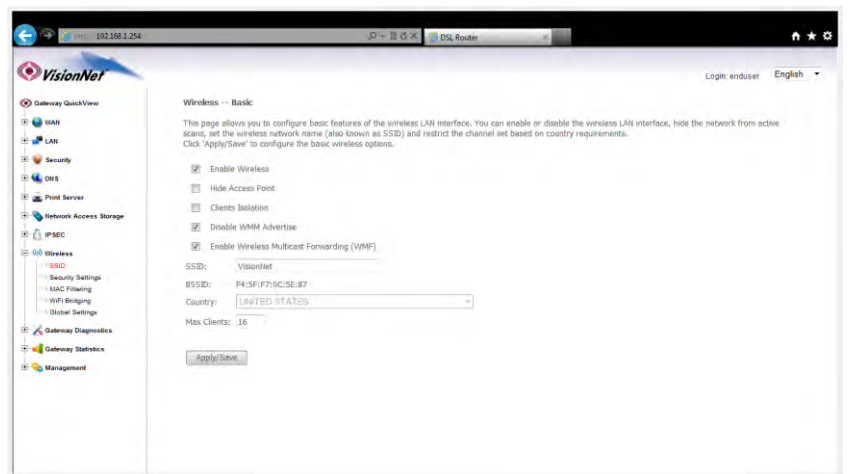 192.168.1.254
DSL Router
VisionNet
Login: enduser English
Gateway QuickView
WAN
LAN
Security
DNS
Print Server
Network Access Storage
IPSEC
Wireless
SSID
Security Settings
MAC Filtering
WiFi Bridging
Global Settings
Gateway Diagnostics
Gateway Statistics
Management
Wireless -- Basic
This page allows you to configure basic features of the wireless LAN interface. You can enable or disable the wireless LAN interface, hide the network from active
scans, set the wireless network name (also known as SSID) and restrict the channel set based on country requirements.
Click 'Apply/Save' to configure the basic wireless options.
Enable Wireless
Hide Access Point
Clients Isolation
Disable WMM Advertise
Enable Wireless Multicast Forwarding (WMF)
SSID: VisionNet
BSSID: F4:5F:F7:0C:5E:87
Country: UNITED STATES
Max Clients: 16
Apply/Save